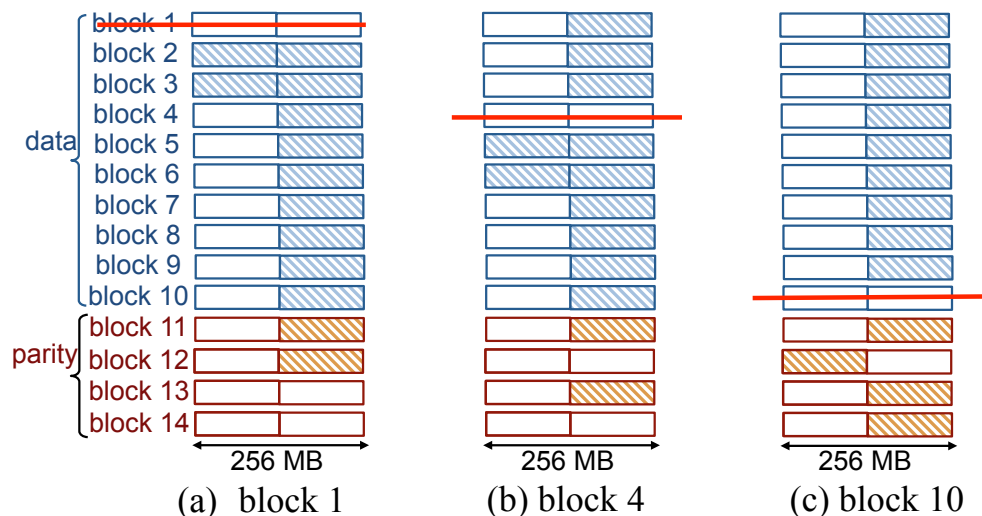 block 1
block 2
block 3
block 4
data
block 5
block 6
block 7
block 8
block 9
block 10
block 11
parity
block 12
block 13
block 14
256 MB
256 MB
256 MB
(a) block 1
(b) block 4
(c) block 10